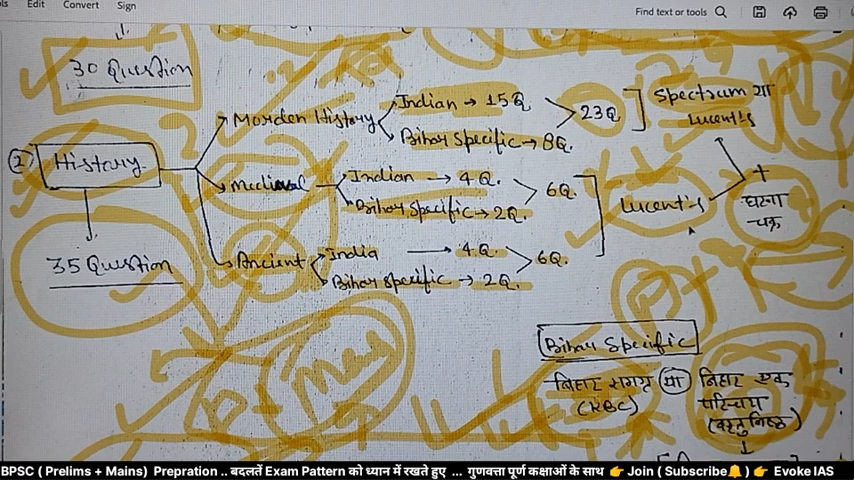 Edit Convert Sign
Find text or tools
30 Question
② History
35 Question
Morden History
Indian → 15Q
Bihar Specific → 8Q.
23Q
Spectrum या
Lucent's
Medieval
Indian → 4Q.
Bihar Specific → 2Q.
6Q.
Lucent's
+
घटना
चक्र
Ancient
India → 4Q.
Bihar specific → 2Q.
6Q.
Bihar Specific
बिहार समग्र या बिहार एक
(KBC) परिचय
(वस्तुनिष्ठ)
BPSC ( Prelims + Mains) Prepration .. बदलतें Exam Pattern को ध्यान में रखते हुए ... गुणवत्ता पूर्ण कक्षाओं के साथ 👉 Join ( Subscribe🔔 ) 👉 Evoke IAS